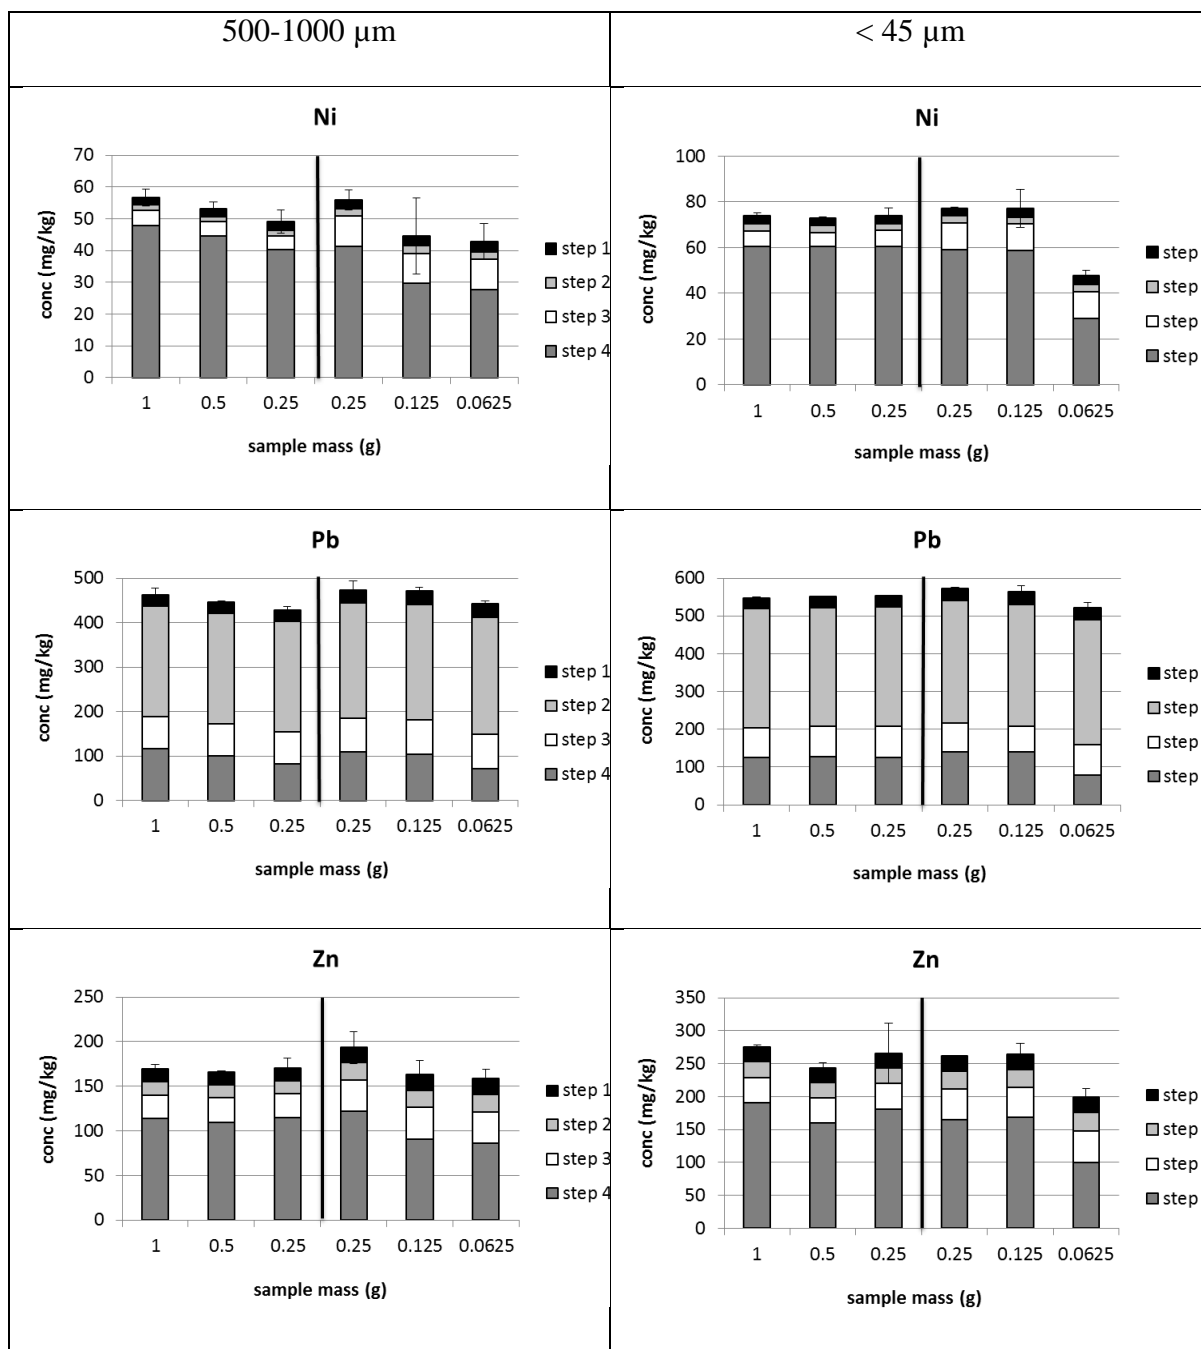 500-1000 µm
< 45 µm
Ni
70
60
50
40
30
20
10
0
conc (mg/kg)
1 0.5 0.25 0.25 0.125 0.0625
sample mass (g)
step 1
step 2
step 3
step 4
Ni
100
80
60
40
20
0
conc (mg/kg)
1 0.5 0.25 0.25 0.125 0.0625
sample mass (g)
step
step
step
step
Pb
500
400
300
200
100
0
conc (mg/kg)
1 0.5 0.25 0.25 0.125 0.0625
sample mass (g)
step 1
step 2
step 3
step 4
Pb
600
500
400
300
200
100
0
conc (mg/kg)
1 0.5 0.25 0.25 0.125 0.0625
sample mass (g)
step
step
step
step
Zn
250
200
150
100
50
0
conc (mg/kg)
1 0.5 0.25 0.25 0.125 0.0625
sample mass (g)
step 1
step 2
step 3
step 4
Zn
350
300
250
200
150
100
50
0
conc (mg/kg)
1 0.5 0.25 0.25 0.125 0.0625
sample mass (g)
step
step
step
step